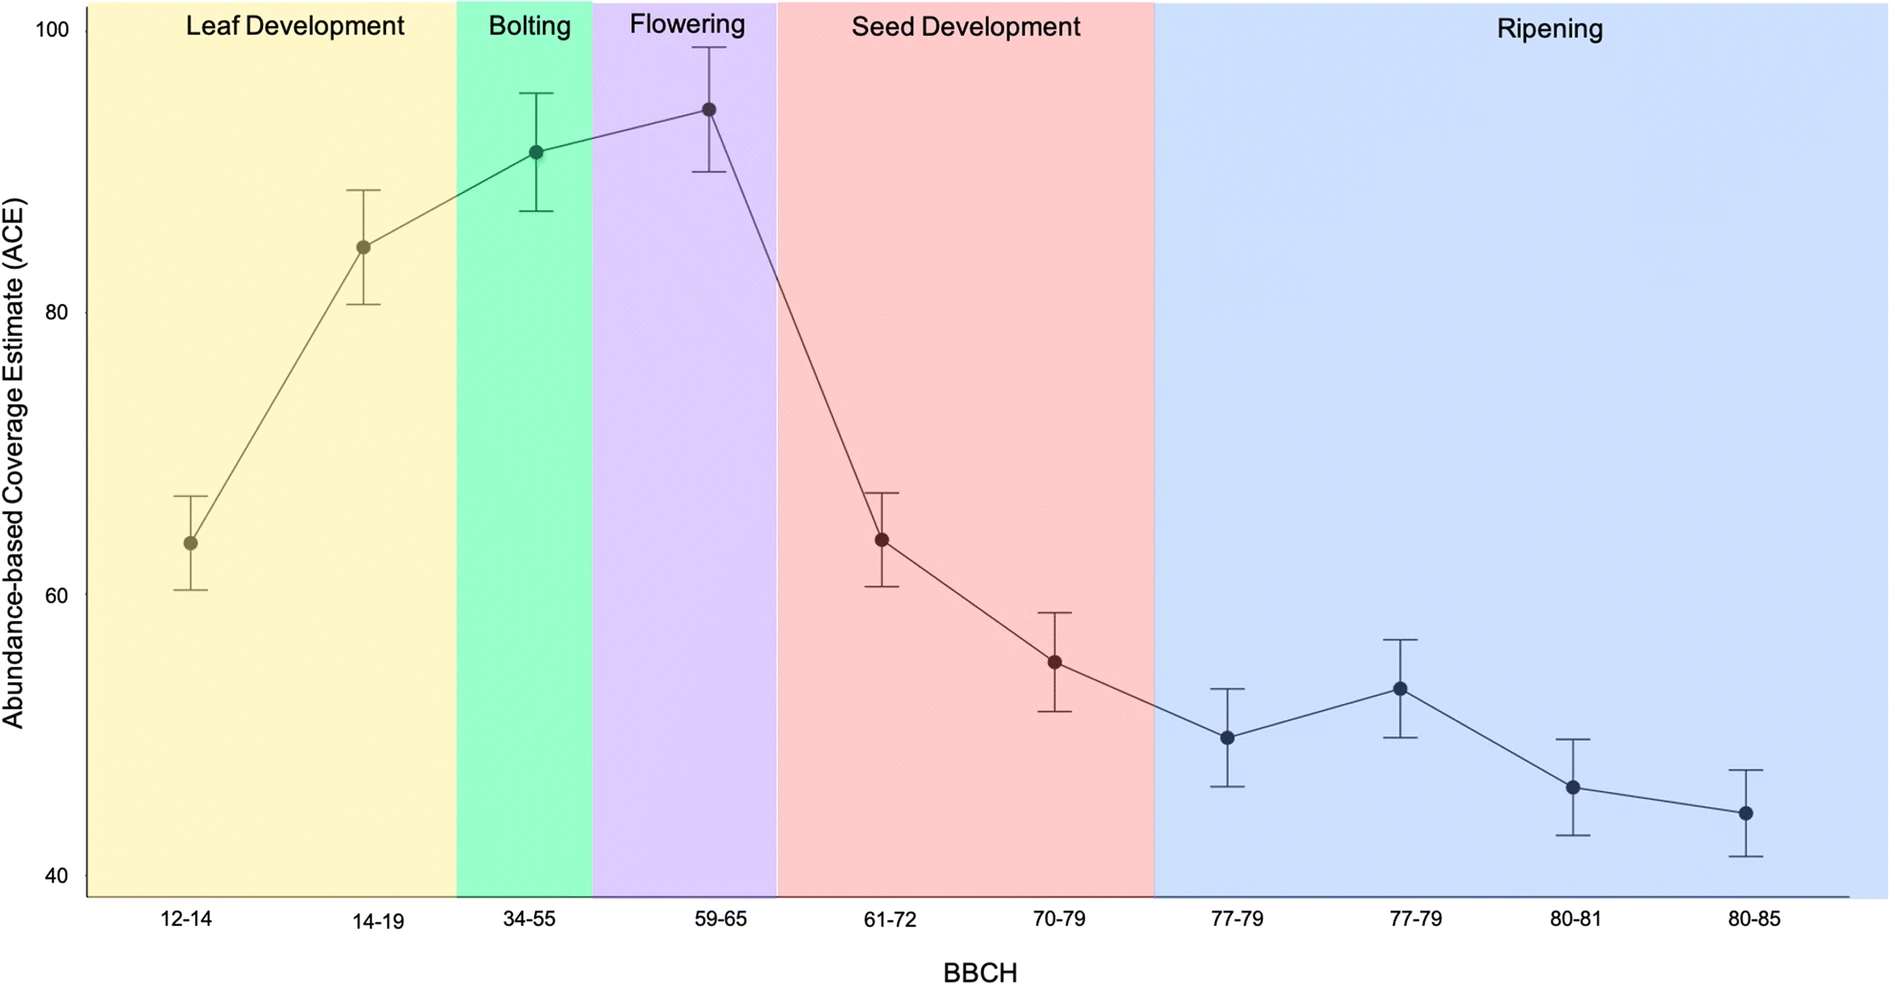 Leaf Development
Bolting
Flowering
Seed Development
Ripening
Abundance-based Coverage Estimate (ACE)
100
80
60
40
12-14
14-19
34-55
59-65
61-72
70-79
77-79
77-79
80-81
80-85
BBCH